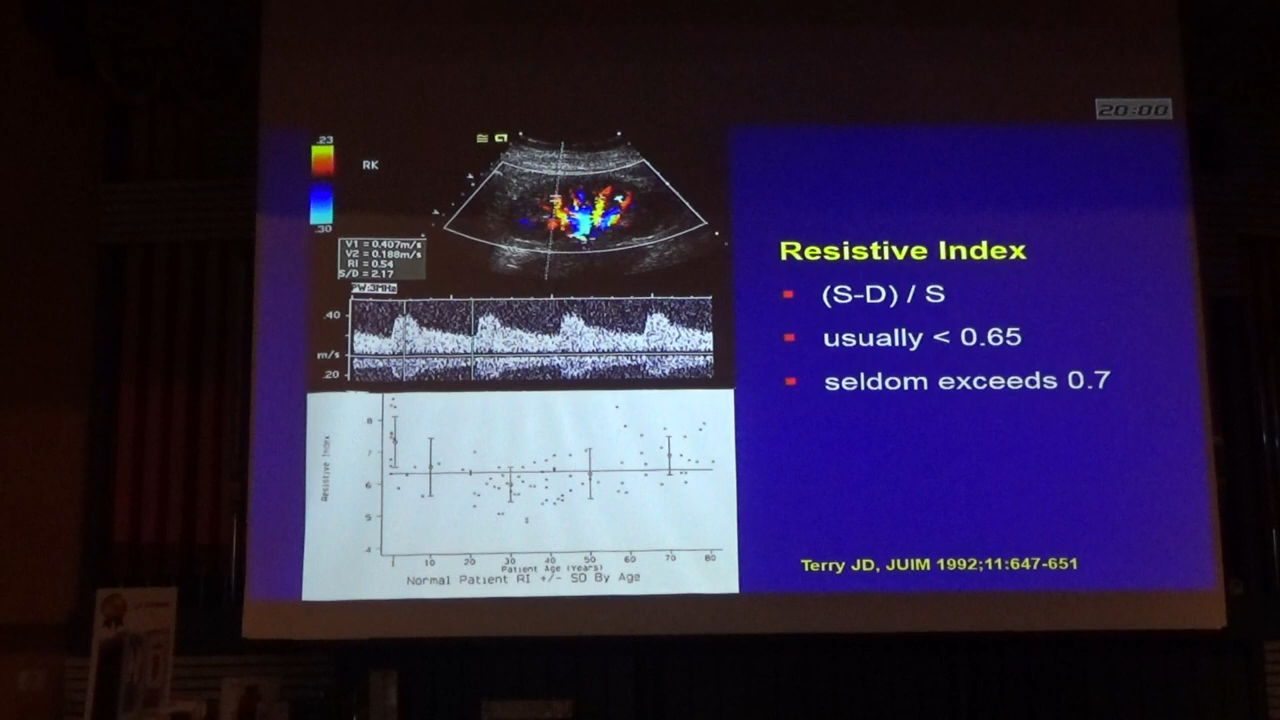 20:00
.23
RK
.30
V1 = 0.407m/s
V2 = 0.188m/s
RI = 0.54
S/D = 2.17
PW:3MHz
.40
m/s
.20
Resistive Index
(S-D) / S
usually < 0.65
seldom exceeds 0.7
Resistive Index
8
7
6
5
.4
1 10 20 30 40 50 60 70 80
Patient Age (Years)
Normal Patient RI +/- SD By Age
Terry JD, JUIM 1992;11:647-651